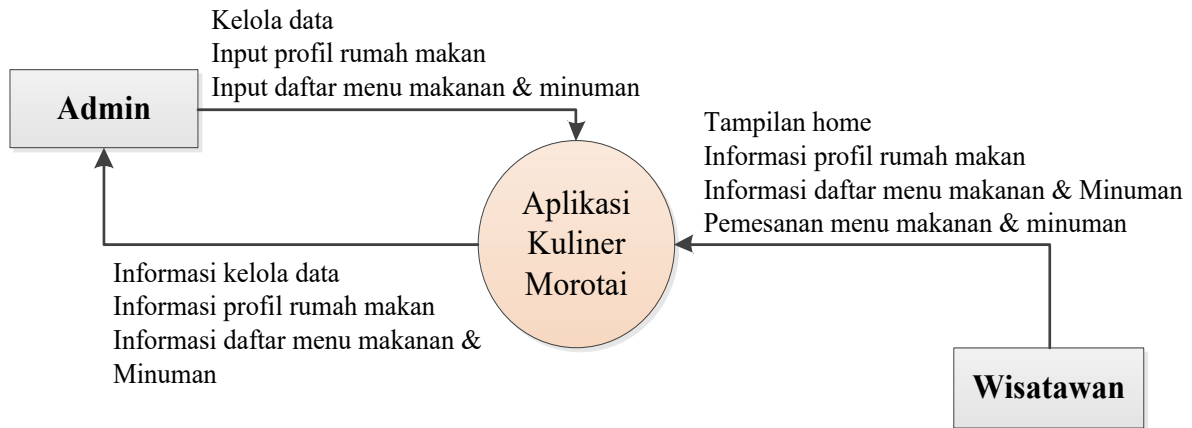 Kelola data
Input profil rumah makan
Input daftar menu makanan & minuman
Admin
Tampilan home
Informasi profil rumah makan
Informasi daftar menu makanan & Minuman
Pemesanan menu makanan & minuman
Aplikasi
Kuliner
Morotai
Informasi kelola data
Informasi profil rumah makan
Informasi daftar menu makanan &
Minuman
Wisatawan